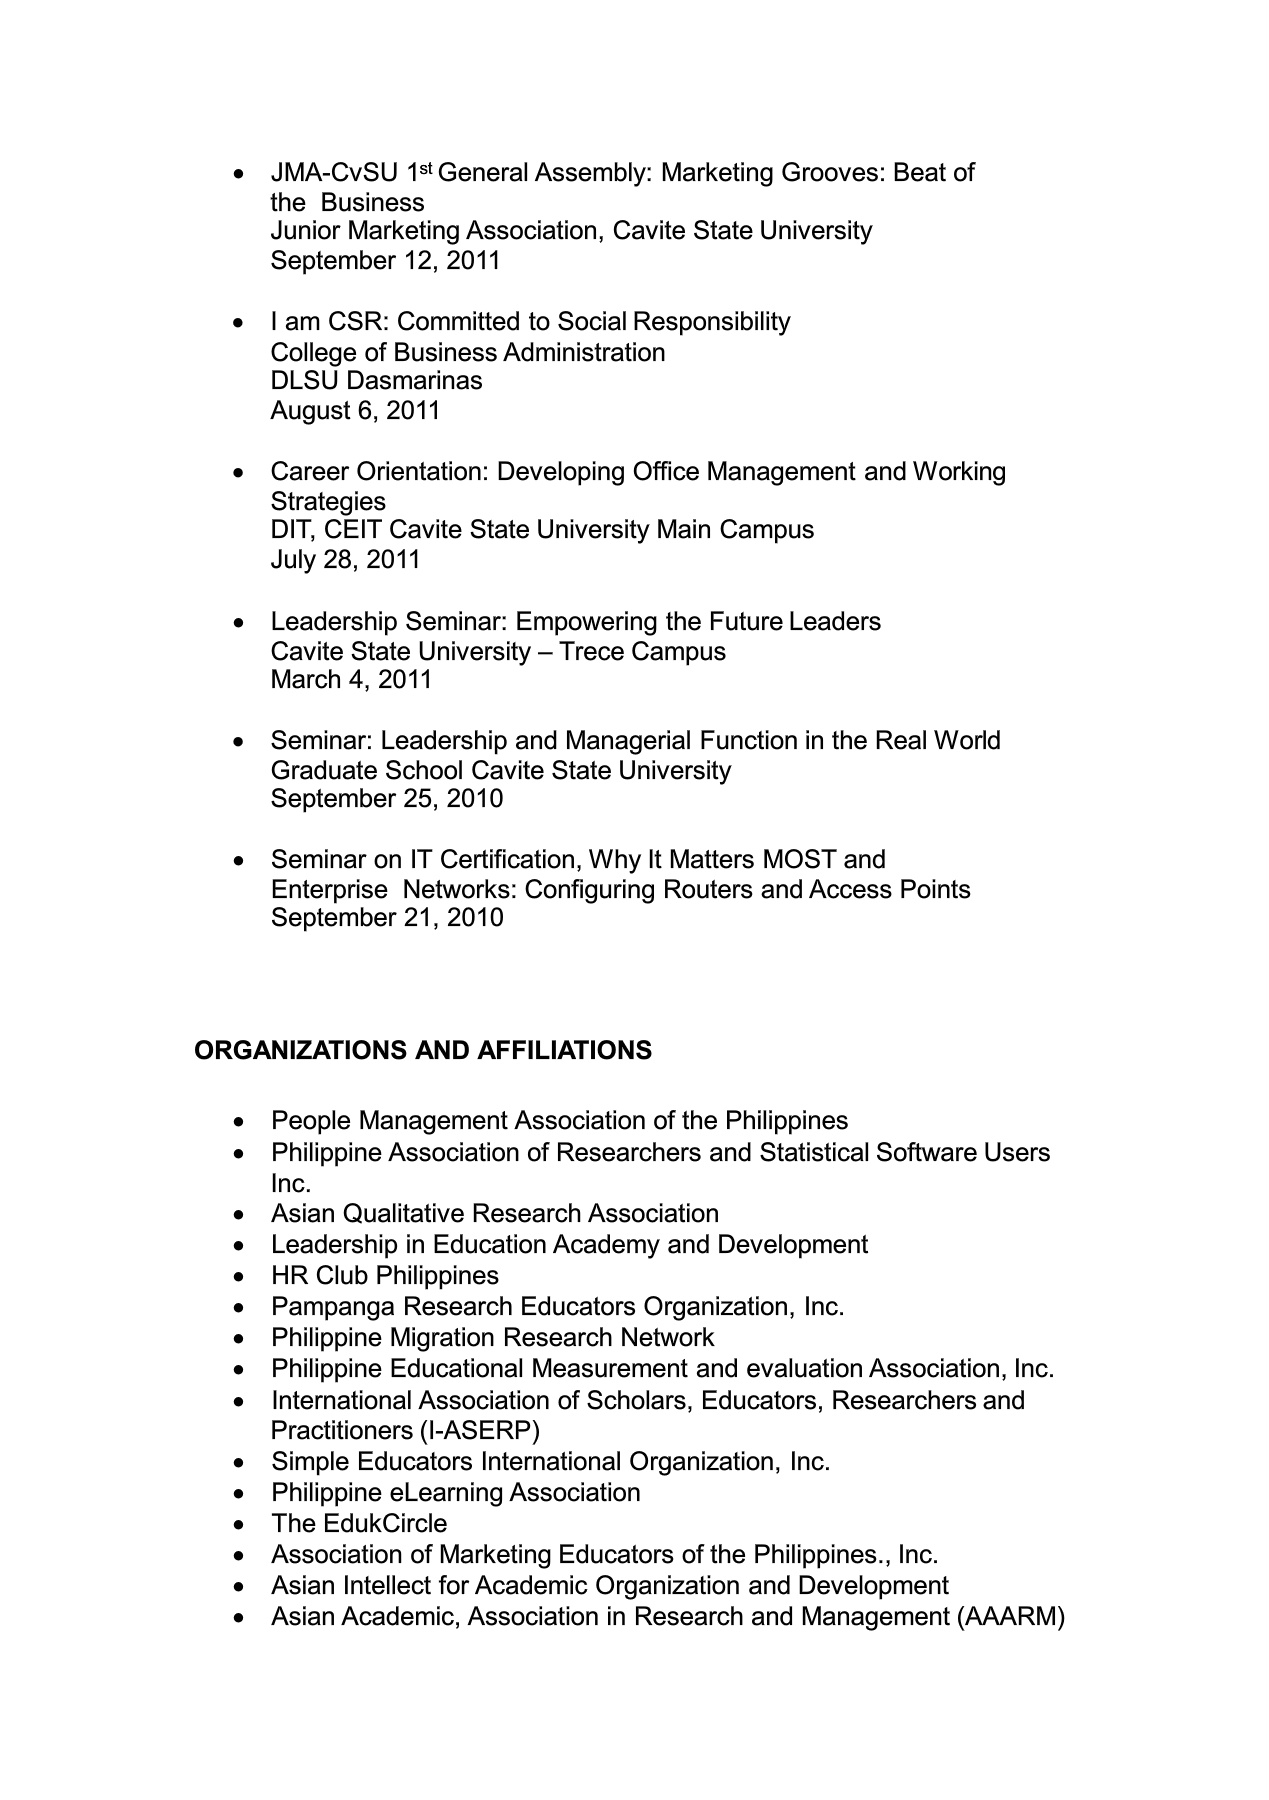 • JMA-CvSU 1st General Assembly: Marketing Grooves: Beat of
the Business
Junior Marketing Association, Cavite State University
September 12, 2011
• I am CSR: Committed to Social Responsibility
College of Business Administration
DLSU Dasmarinas
August 6, 2011
• Career Orientation: Developing Office Management and Working
Strategies
DIT, CEIT Cavite State University Main Campus
July 28, 2011
• Leadership Seminar: Empowering the Future Leaders
Cavite State University – Trece Campus
March 4, 2011
• Seminar: Leadership and Managerial Function in the Real World
Graduate School Cavite State University
September 25, 2010
• Seminar on IT Certification, Why It Matters MOST and
Enterprise Networks: Configuring Routers and Access Points
September 21, 2010
ORGANIZATIONS AND AFFILIATIONS
• People Management Association of the Philippines
• Philippine Association of Researchers and Statistical Software Users
Inc.
• Asian Qualitative Research Association
• Leadership in Education Academy and Development
• HR Club Philippines
• Pampanga Research Educators Organization, Inc.
• Philippine Migration Research Network
• Philippine Educational Measurement and evaluation Association, Inc.
• International Association of Scholars, Educators, Researchers and
Practitioners (I-ASERP)
• Simple Educators International Organization, Inc.
• Philippine eLearning Association
• The EdukCircle
• Association of Marketing Educators of the Philippines., Inc.
• Asian Intellect for Academic Organization and Development
• Asian Academic, Association in Research and Management (AAARM)